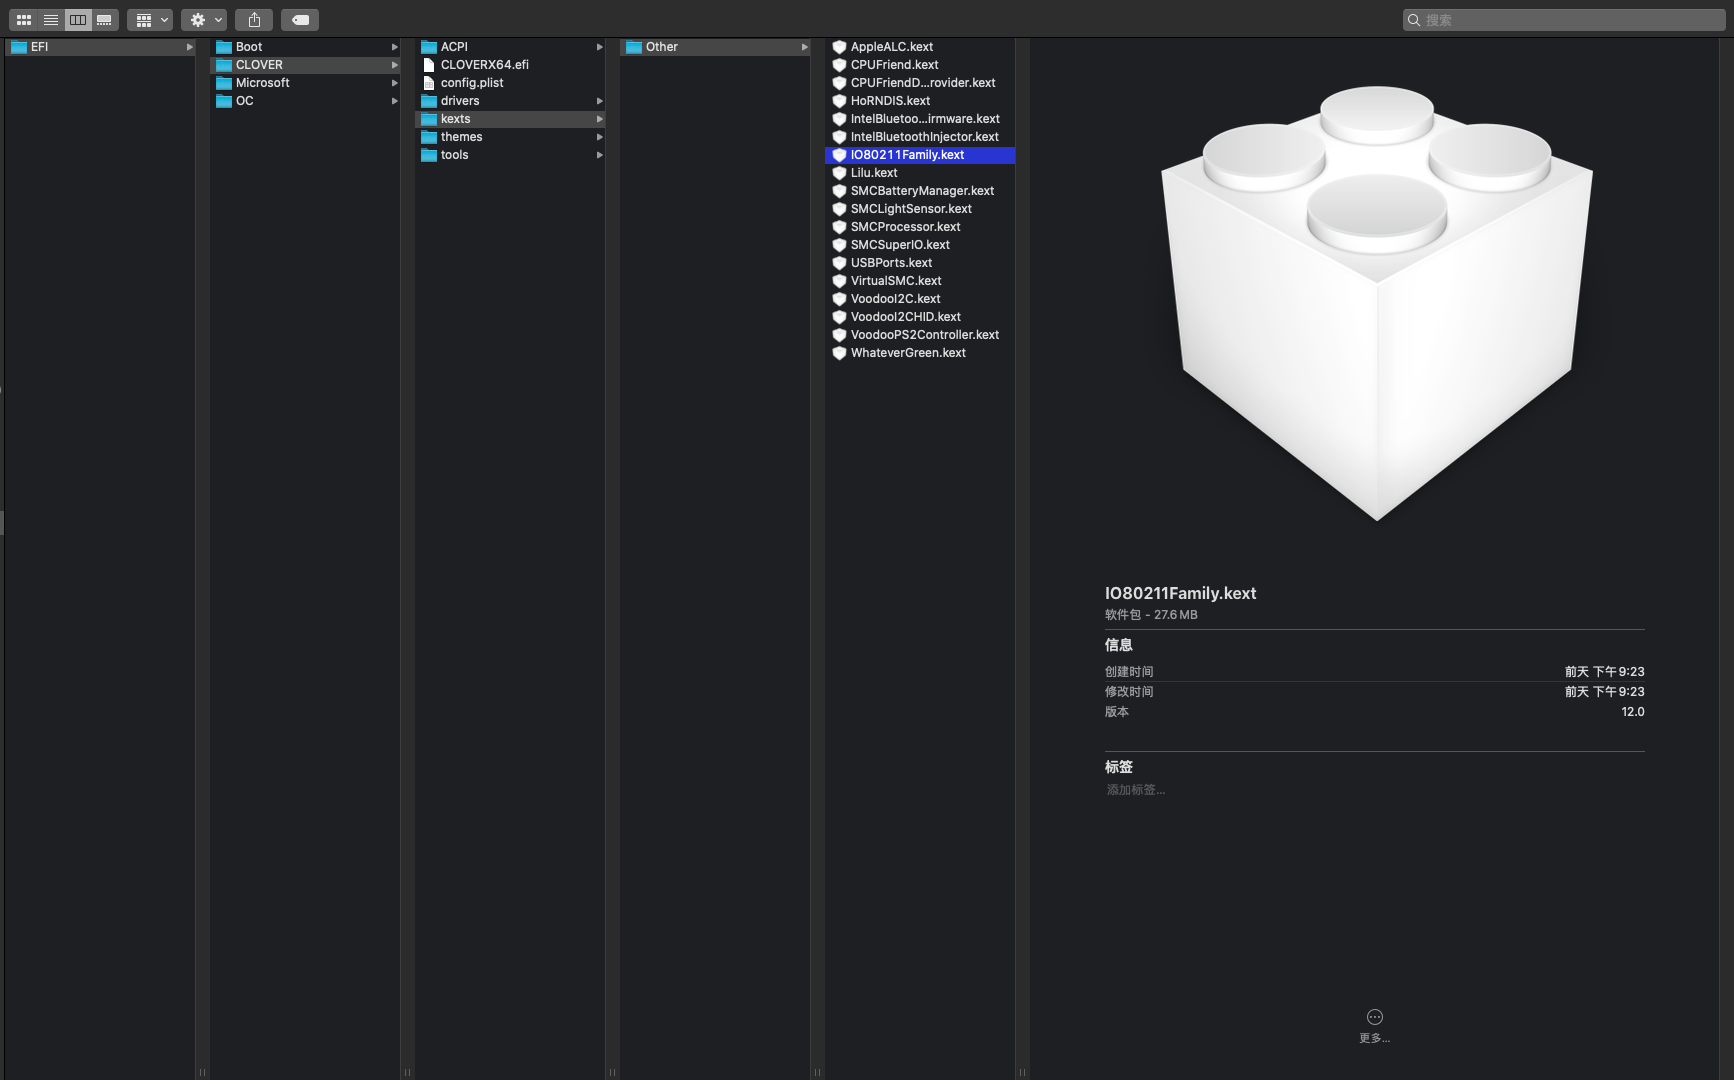 搜索
EFI
Boot
CLOVER
Microsoft
OC
ACPI
CLOVERX64.efi
config.plist
drivers
kexts
themes
tools
Other
AppleALC.kext
CPUFriend.kext
CPUFriendD...rovider.kext
HoRNDIS.kext
IntelBluetoo...irmware.kext
IntelBluetoothInjector.kext
IO80211Family.kext
Lilu.kext
SMCBatteryManager.kext
SMCLightSensor.kext
SMCProcessor.kext
SMCSuperIO.kext
USBPorts.kext
VirtualSMC.kext
VoodooI2C.kext
VoodooI2CHID.kext
VoodooPS2Controller.kext
WhateverGreen.kext
IO80211Family.kext
软件包 - 27.6 MB
信息
创建时间 前天 下午9:23
修改时间 前天 下午9:23
版本 12.0
标签
添加标签...
更多...